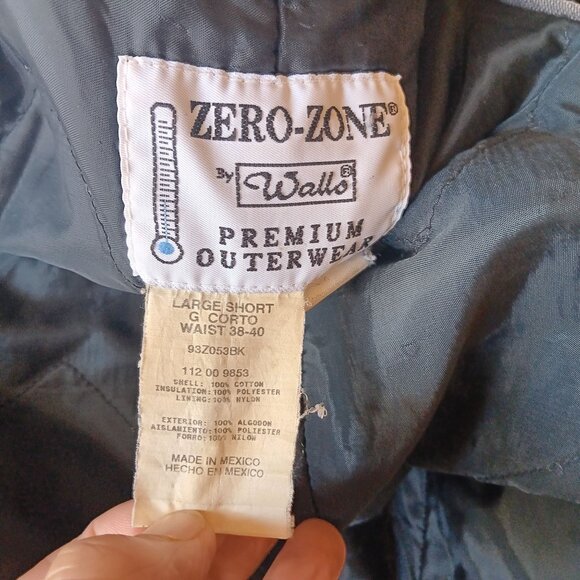 ZERO-ZONE®
By Walls®
PREMIUM
OUTERWEAR
LARGE SHORT
G CORTO
WAIST 38-40
93Z053BK
112 00 9853
SHELL: 100% COTTON
INSULATION: 100% POLYESTER
LINING: 100% NYLON
EXTERIOR: 100% ALGODON
AISLAMIENTO: 100% POLIESTER
FORRO: 100% NILON
MADE IN MEXICO
HECHO EN MEXICO